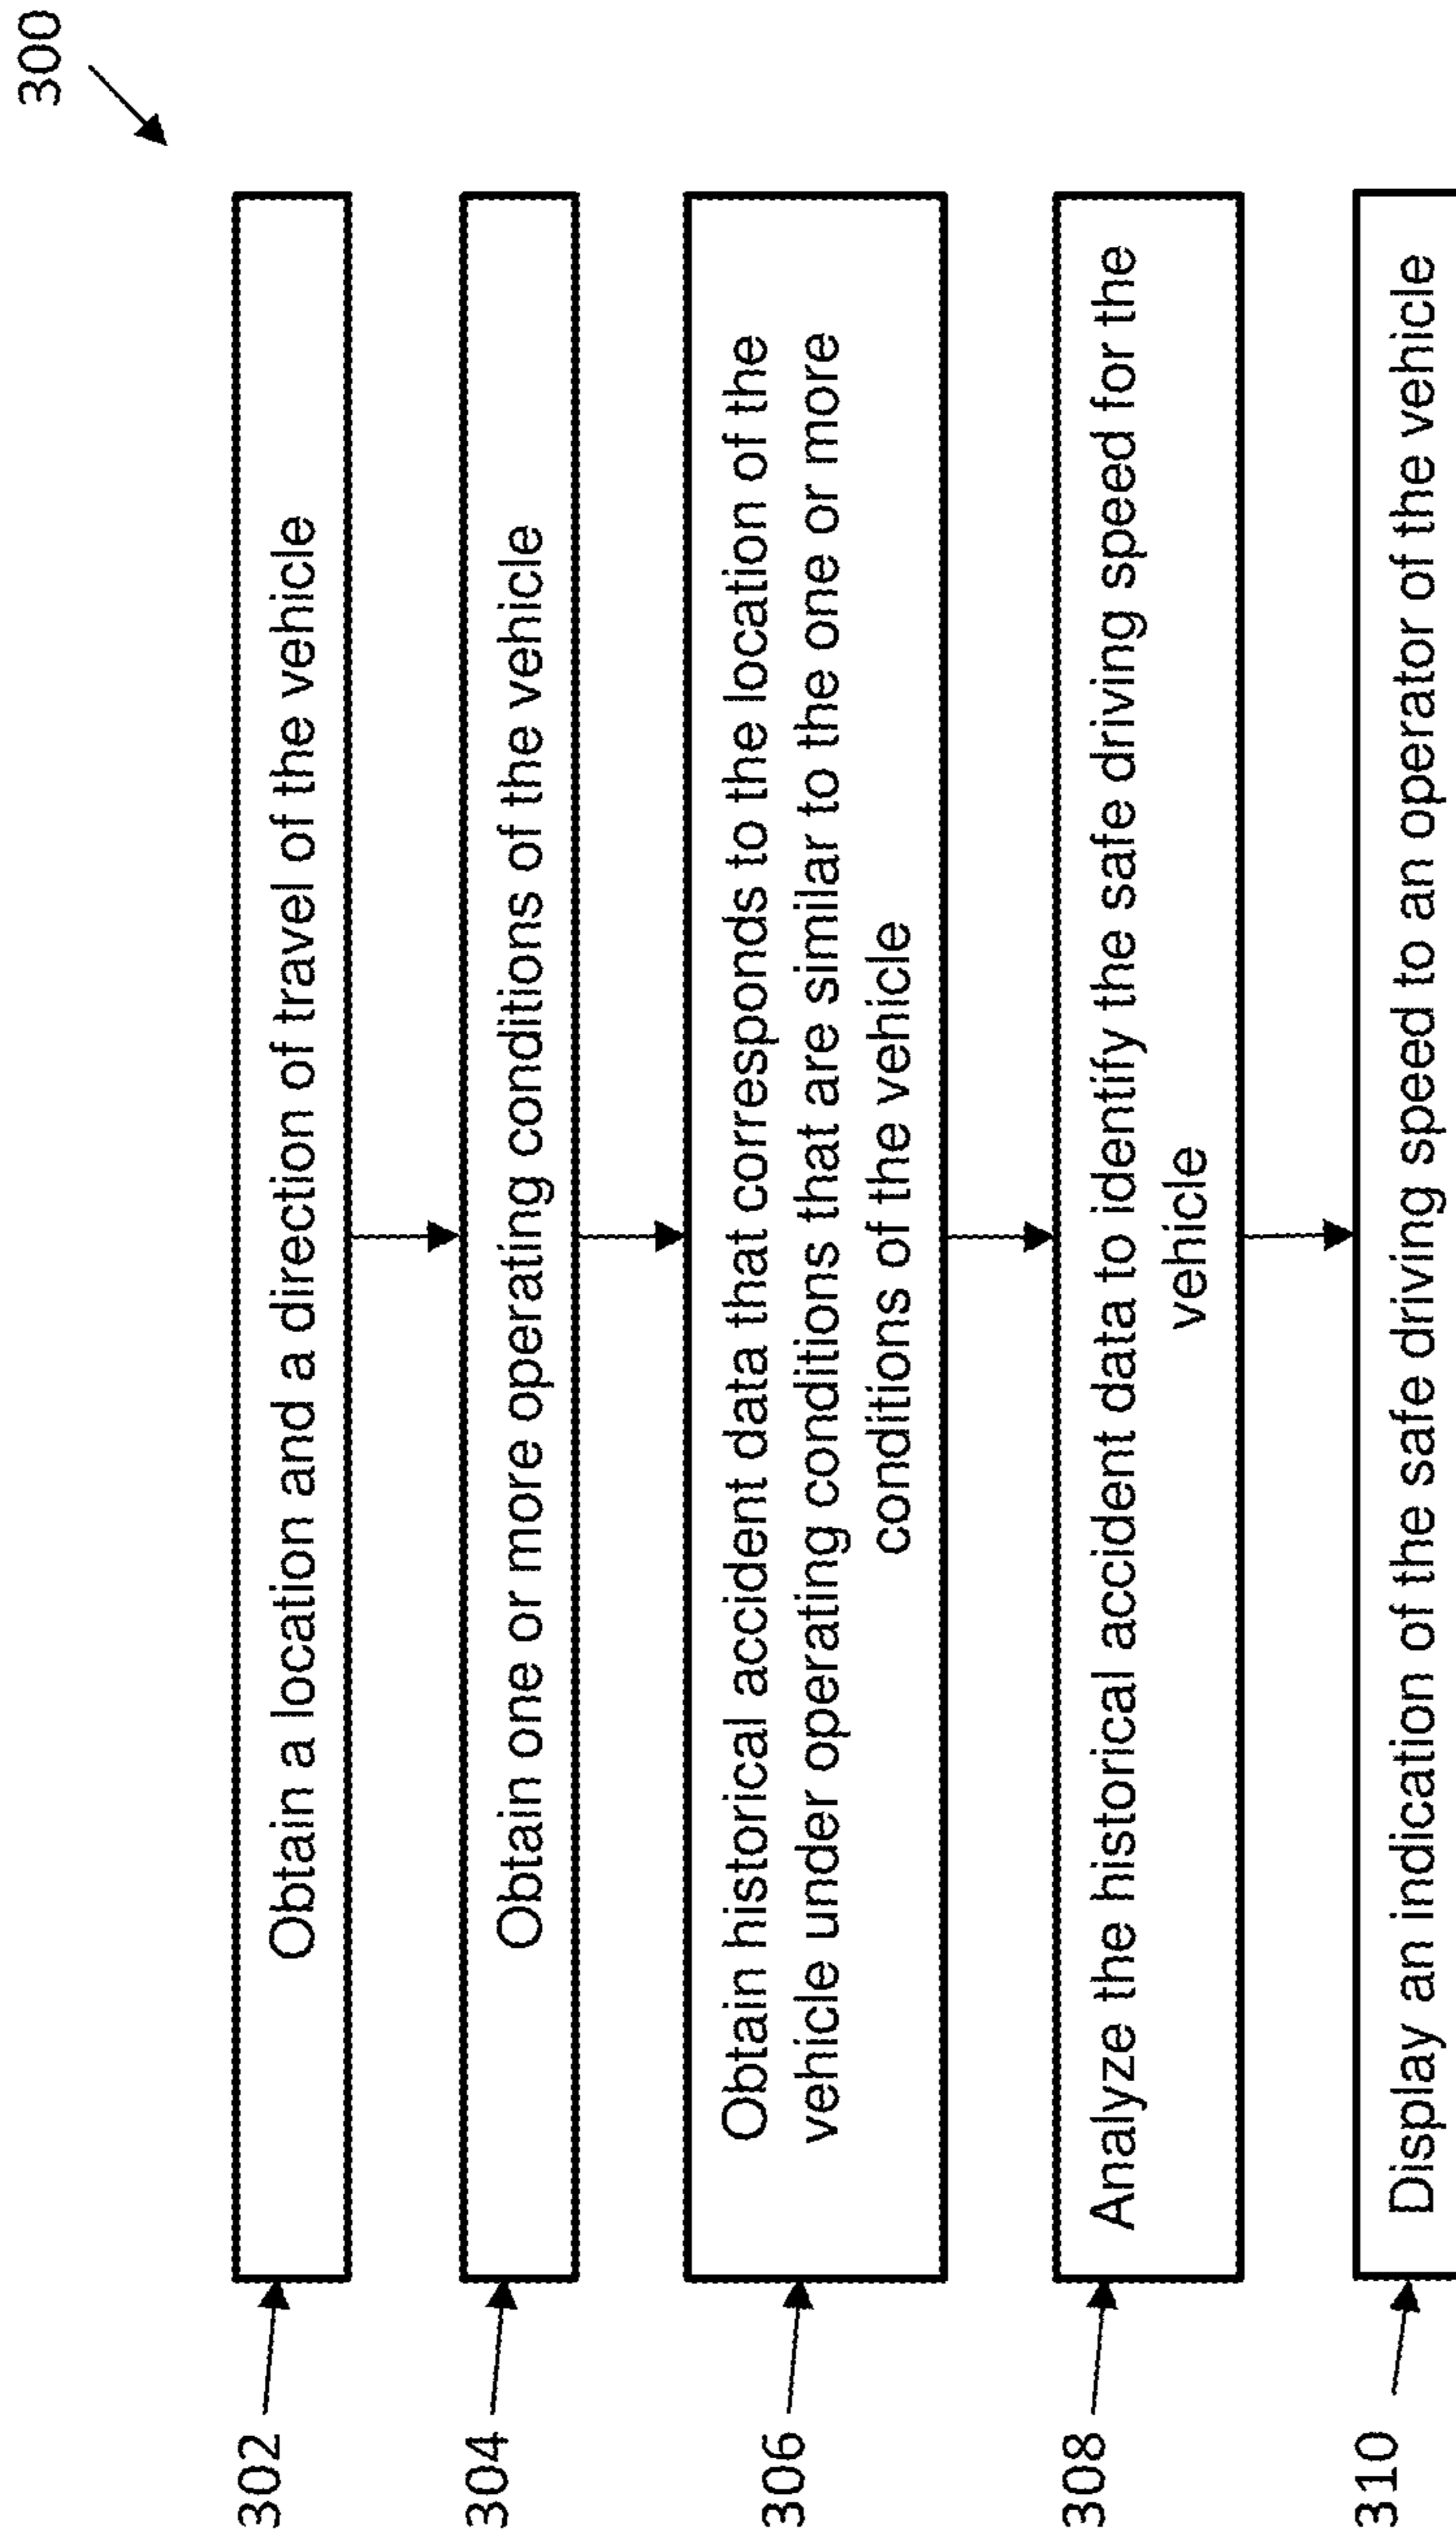 300
302
Obtain a location and a direction of travel of the vehicle
304
Obtain one or more operating conditions of the vehicle
306
Obtain historical accident data that corresponds to the location of the
vehicle under operating conditions that are similar to the one or more
conditions of the vehicle
308
Analyze the historical accident data to identify the safe driving speed for the
vehicle
310
Display an indication of the safe driving speed to an operator of the vehicle